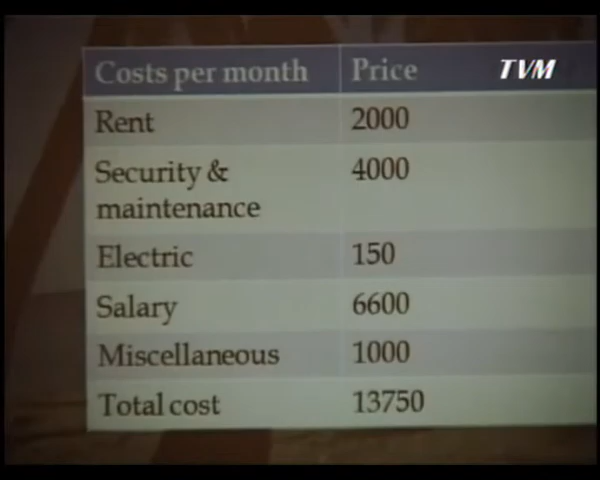 Costs per month Price TVM
Rent 2000
Security & 4000
maintenance
Electric 150
Salary 6600
Miscellaneous 1000
Total cost 13750